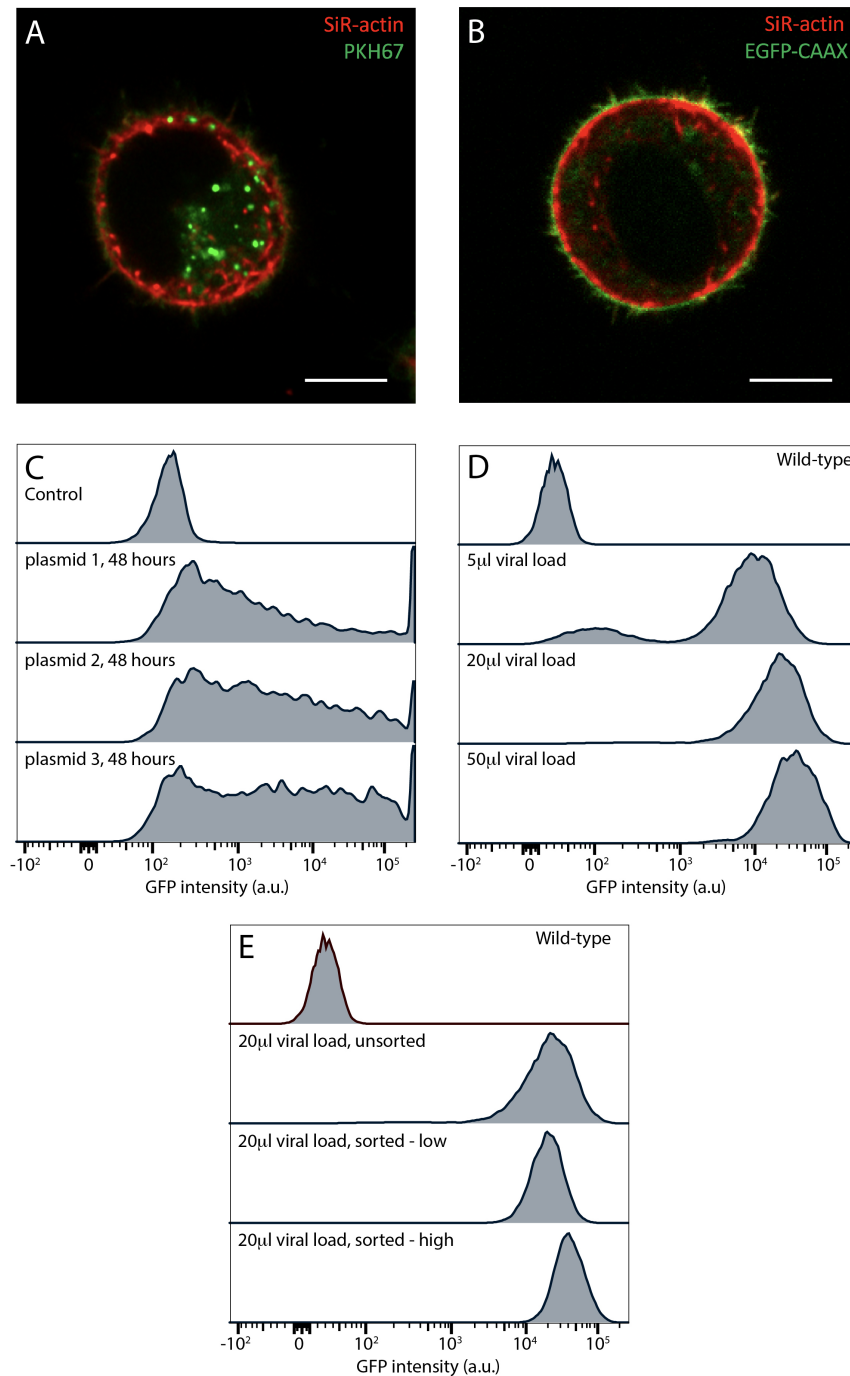 A
SiR-actin
PKH67
B
SiR-actin
EGFP-CAAX
C
Control
plasmid 1, 48 hours
plasmid 2, 48 hours
plasmid 3, 48 hours
-10² 0 10² 10³ 10⁴ 10⁵
GFP intensity (a.u.)
D
Wild-type
5µl viral load
20µl viral load
50µl viral load
-10² 0 10² 10³ 10⁴ 10⁵
GFP intensity (a.u)
E
Wild-type
20µl viral load, unsorted
20µl viral load, sorted - low
20µl viral load, sorted - high
-10² 0 10² 10³ 10⁴ 10⁵
GFP intensity (a.u.)